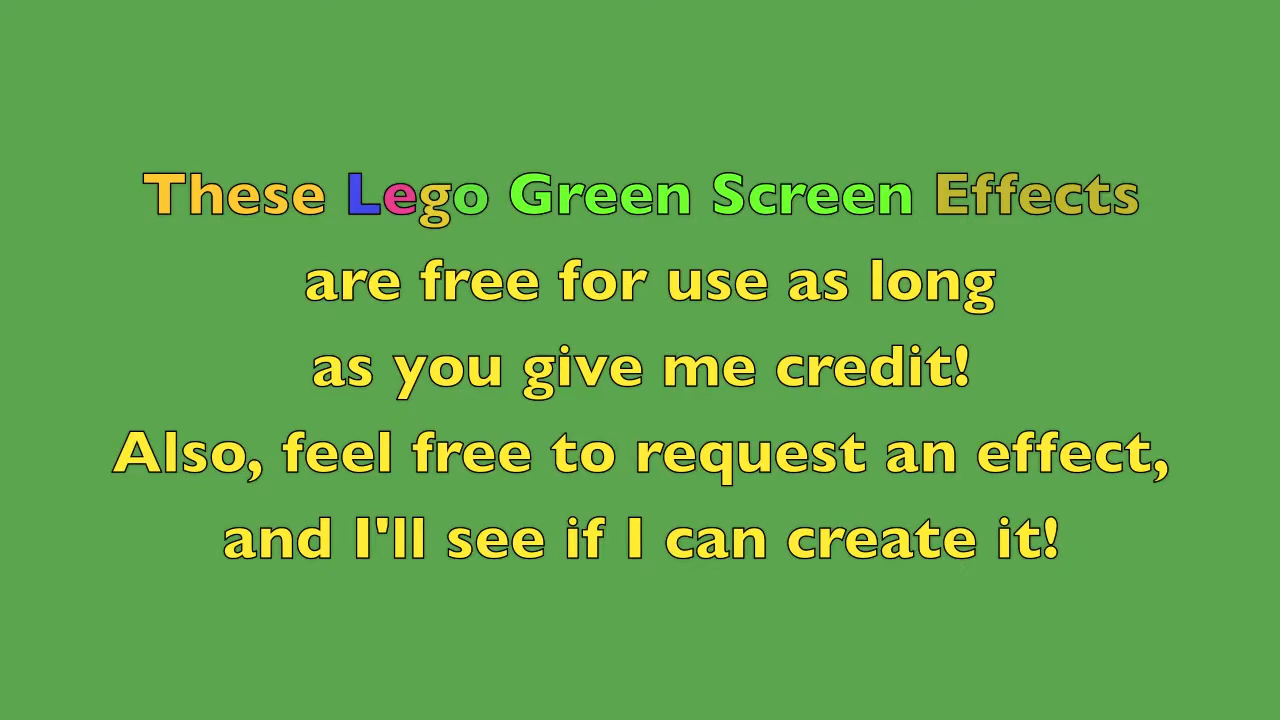 These Lego Green Screen Effects
are free for use as long
as you give me credit!
Also, feel free to request an effect,
and I'll see if I can create it!